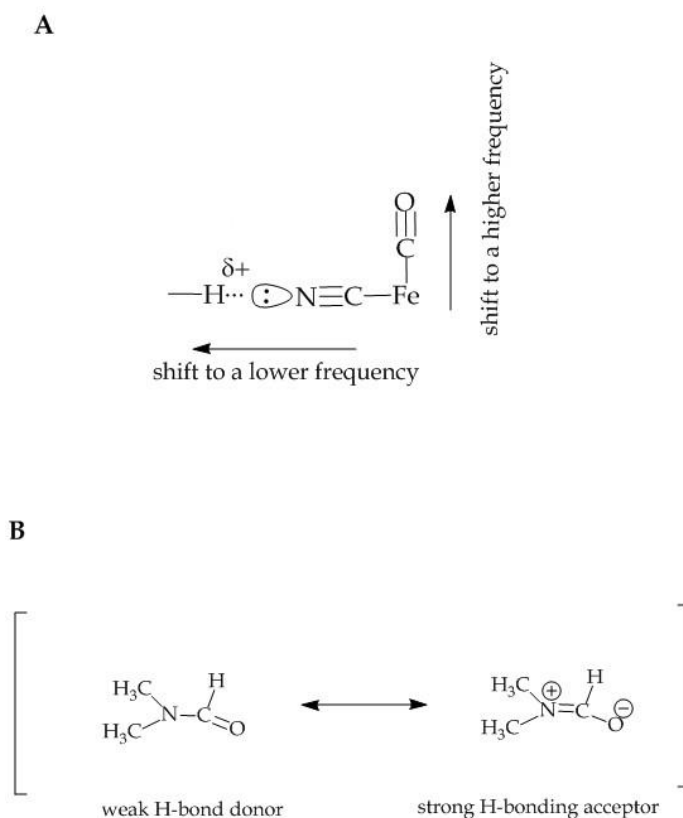 A
O
C
δ+
H N C Fe
shift to a higher frequency
shift to a lower frequency
B
H
H₃C
N C
H₃C
O
H
H₃C
N C
H₃C
O
weak H-bond donor
strong H-bonding acceptor